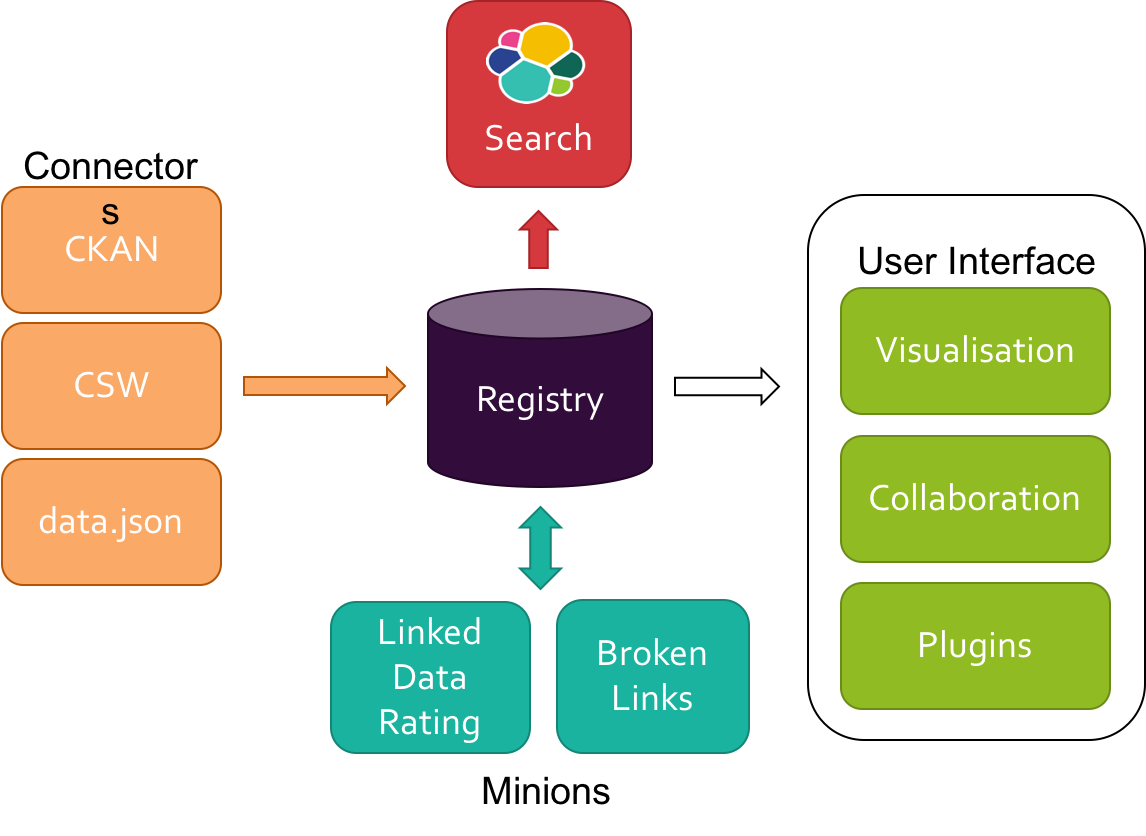 Search
Connector
s
CKAN
CSW
data.json
Registry
User Interface
Visualisation
Collaboration
Plugins
Linked
Data
Rating
Broken
Links
Minions